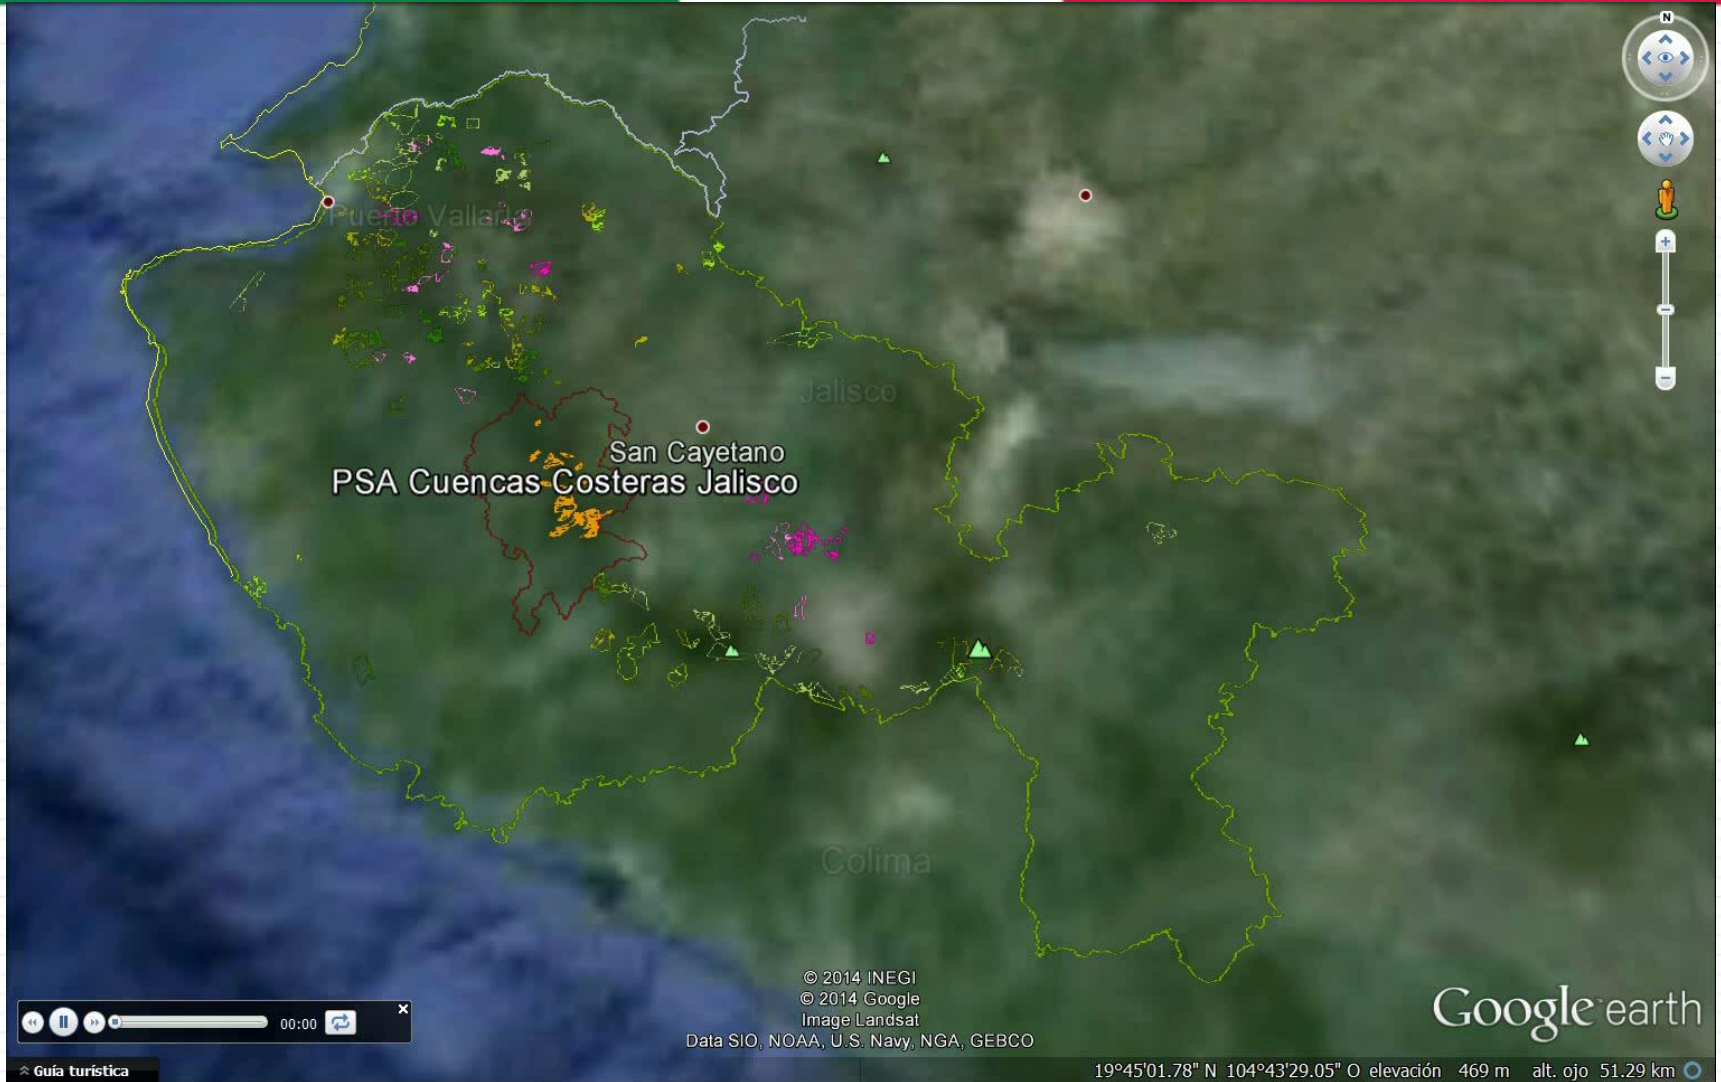 N
Puerto Vallarta
Jalisco
San Cayetano
PSA Cuencas Costeras Jalisco
Colima
© 2014 INEGI
© 2014 Google
Image Landsat
Data SIO, NOAA, U.S. Navy, NGA, GEBCO
Google earth
00:00
Guía turística
19°45'01.78" N 104°43'29.05" O elevación 469 m alt. ojo 51.29 km